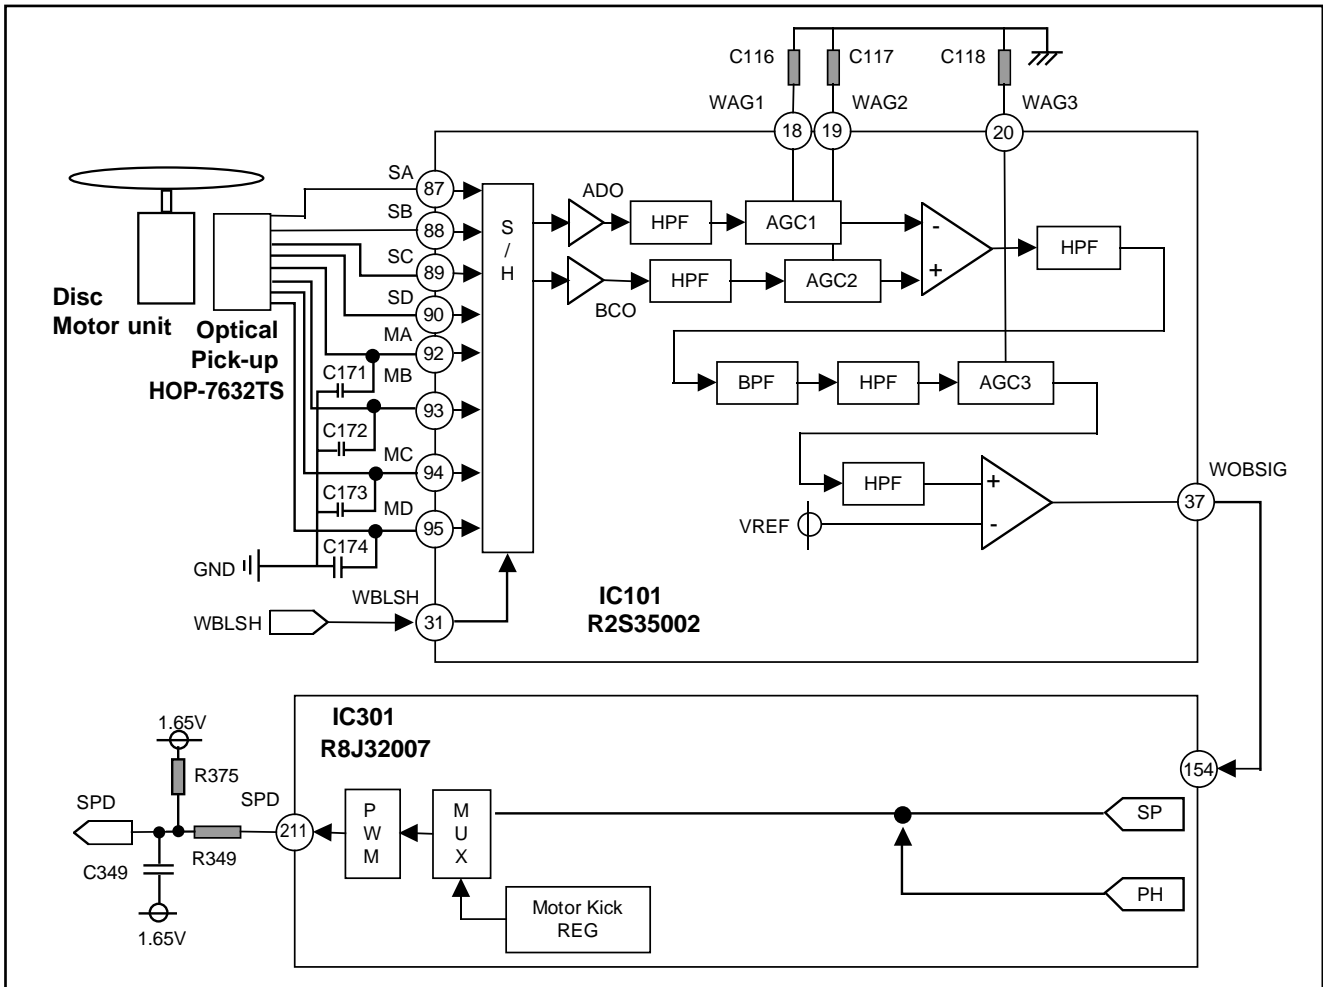 C116
C117
C118
WAG1
WAG2
WAG3
18
19
20
SA
87
SB
88
SC
89
SD
90
MA
92
MB
93
MC
94
MD
95
S
/
H
ADO
HPF
AGC1
-
+
HPF
BCO
HPF
AGC2
Disc
Motor unit
Optical
Pick-up
HOP-7632TS
C171
C172
C173
C174
GND
BPF
HPF
AGC3
HPF
+
-
VREF
WOBSIG
37
WBLSH
WBLSH
31
IC101
R2S35002
IC301
R8J32007
1.65V
R375
SPD
SPD
211
R349
C349
1.65V
P
W
M
M
U
X
Motor Kick
REG
154
SP
PH